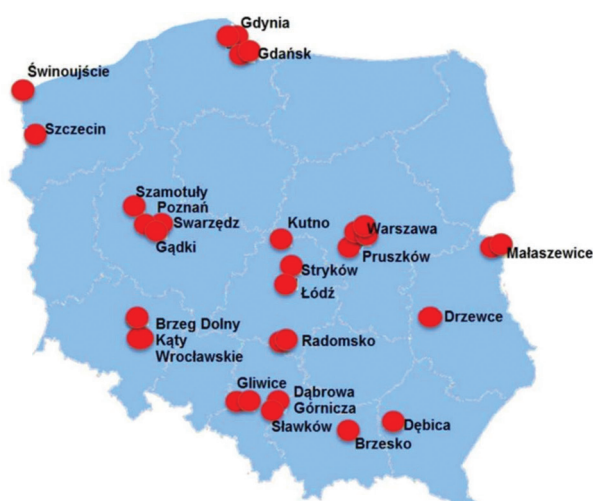 Gdynia
Gdańsk
Świnoujście
Szczecin
Szamotuły
Poznań
Swarzędz
Gądki
Kutno
Warszawa
Pruszków
Małaszewice
Stryków
Łódź
Drzewce
Brzeg Dolny
Kąty
Wrocławskie
Radomsko
Gliwice
Dąbrowa
Górnicza
Sławków
Dębica
Brzesko